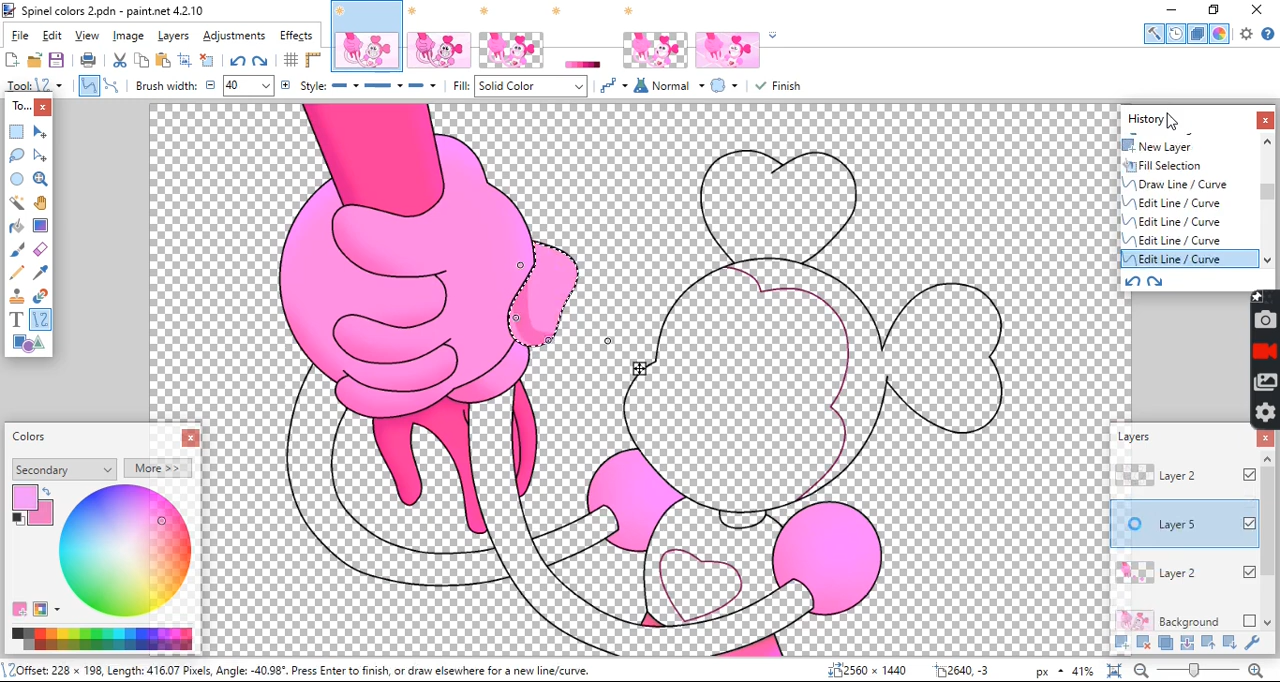 Spinel colors 2.pdn - paint.net 4.2.10
File Edit View Image Layers Adjustments Effects
Tool: Brush width: 40 Style: Fill: Solid Color Normal Finish
To...
History
New Layer
Fill Selection
Draw Line / Curve
Edit Line / Curve
Edit Line / Curve
Edit Line / Curve
Edit Line / Curve
Colors
Secondary More >>
Layers
Layer 2
Layer 5
Layer 2
Background
Offset: 228 × 198, Length: 416.07 Pixels, Angle: -40.98°. Press Enter to finish, or draw elsewhere for a new line/curve. 2560 × 1440 2640, -3 px 41%